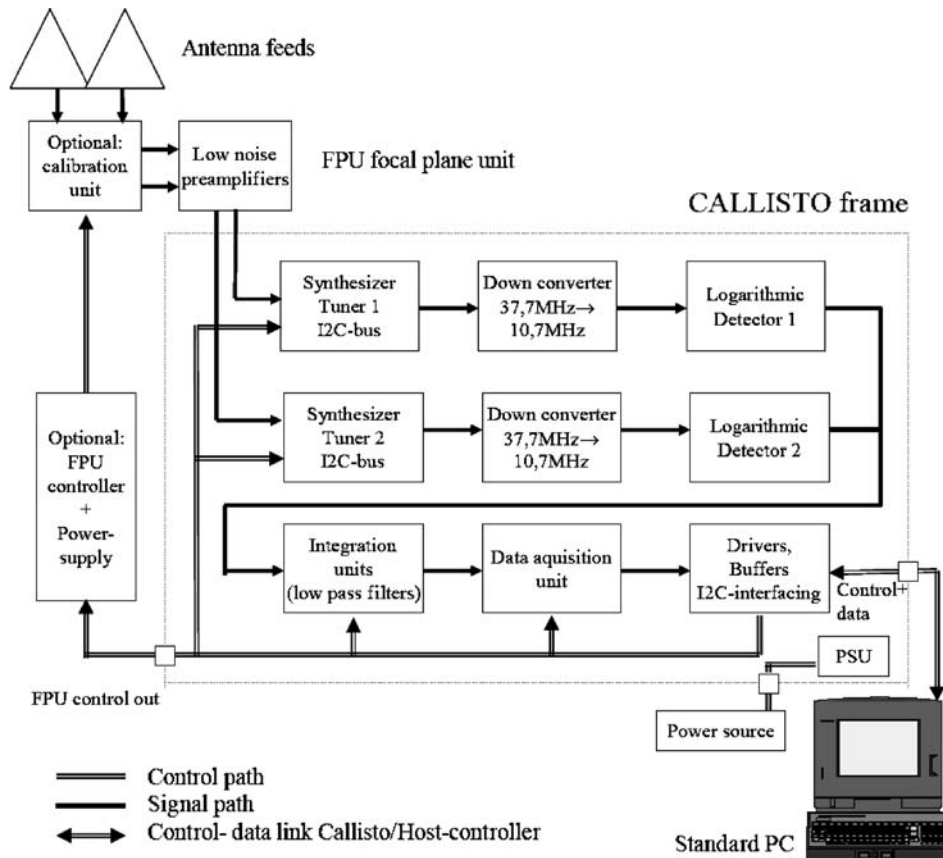 Antenna feeds
Optional:
calibration
unit
Low noise
preamplifiers
FPU focal plane unit
CALLISTO frame
Synthesizer
Tuner 1
I2C-bus
Down converter
37,7MHz→
10,7MHz
Logarithmic
Detector 1
Synthesizer
Tuner 2
I2C-bus
Down converter
37,7MHz→
10,7MHz
Logarithmic
Detector 2
Optional:
FPU
controller
+
Power-
supply
Integration
units
(low pass filters)
Data aquisition
unit
Drivers,
Buffers
I2C-interfacing
Control+
data
PSU
FPU control out
Power source
Control path
Signal path
Control- data link Callisto/Host-controller
Standard PC